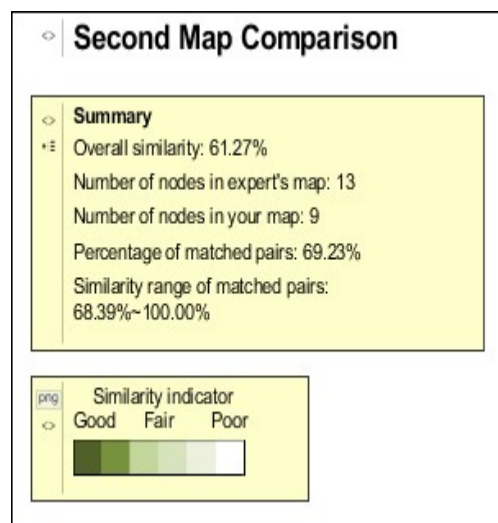 Second Map Comparison
Summary
Overall similarity: 61.27%
Number of nodes in expert's map: 13
Number of nodes in your map: 9
Percentage of matched pairs: 69.23%
Similarity range of matched pairs:
68.39%~100.00%
png
Similarity indicator
Good Fair Poor